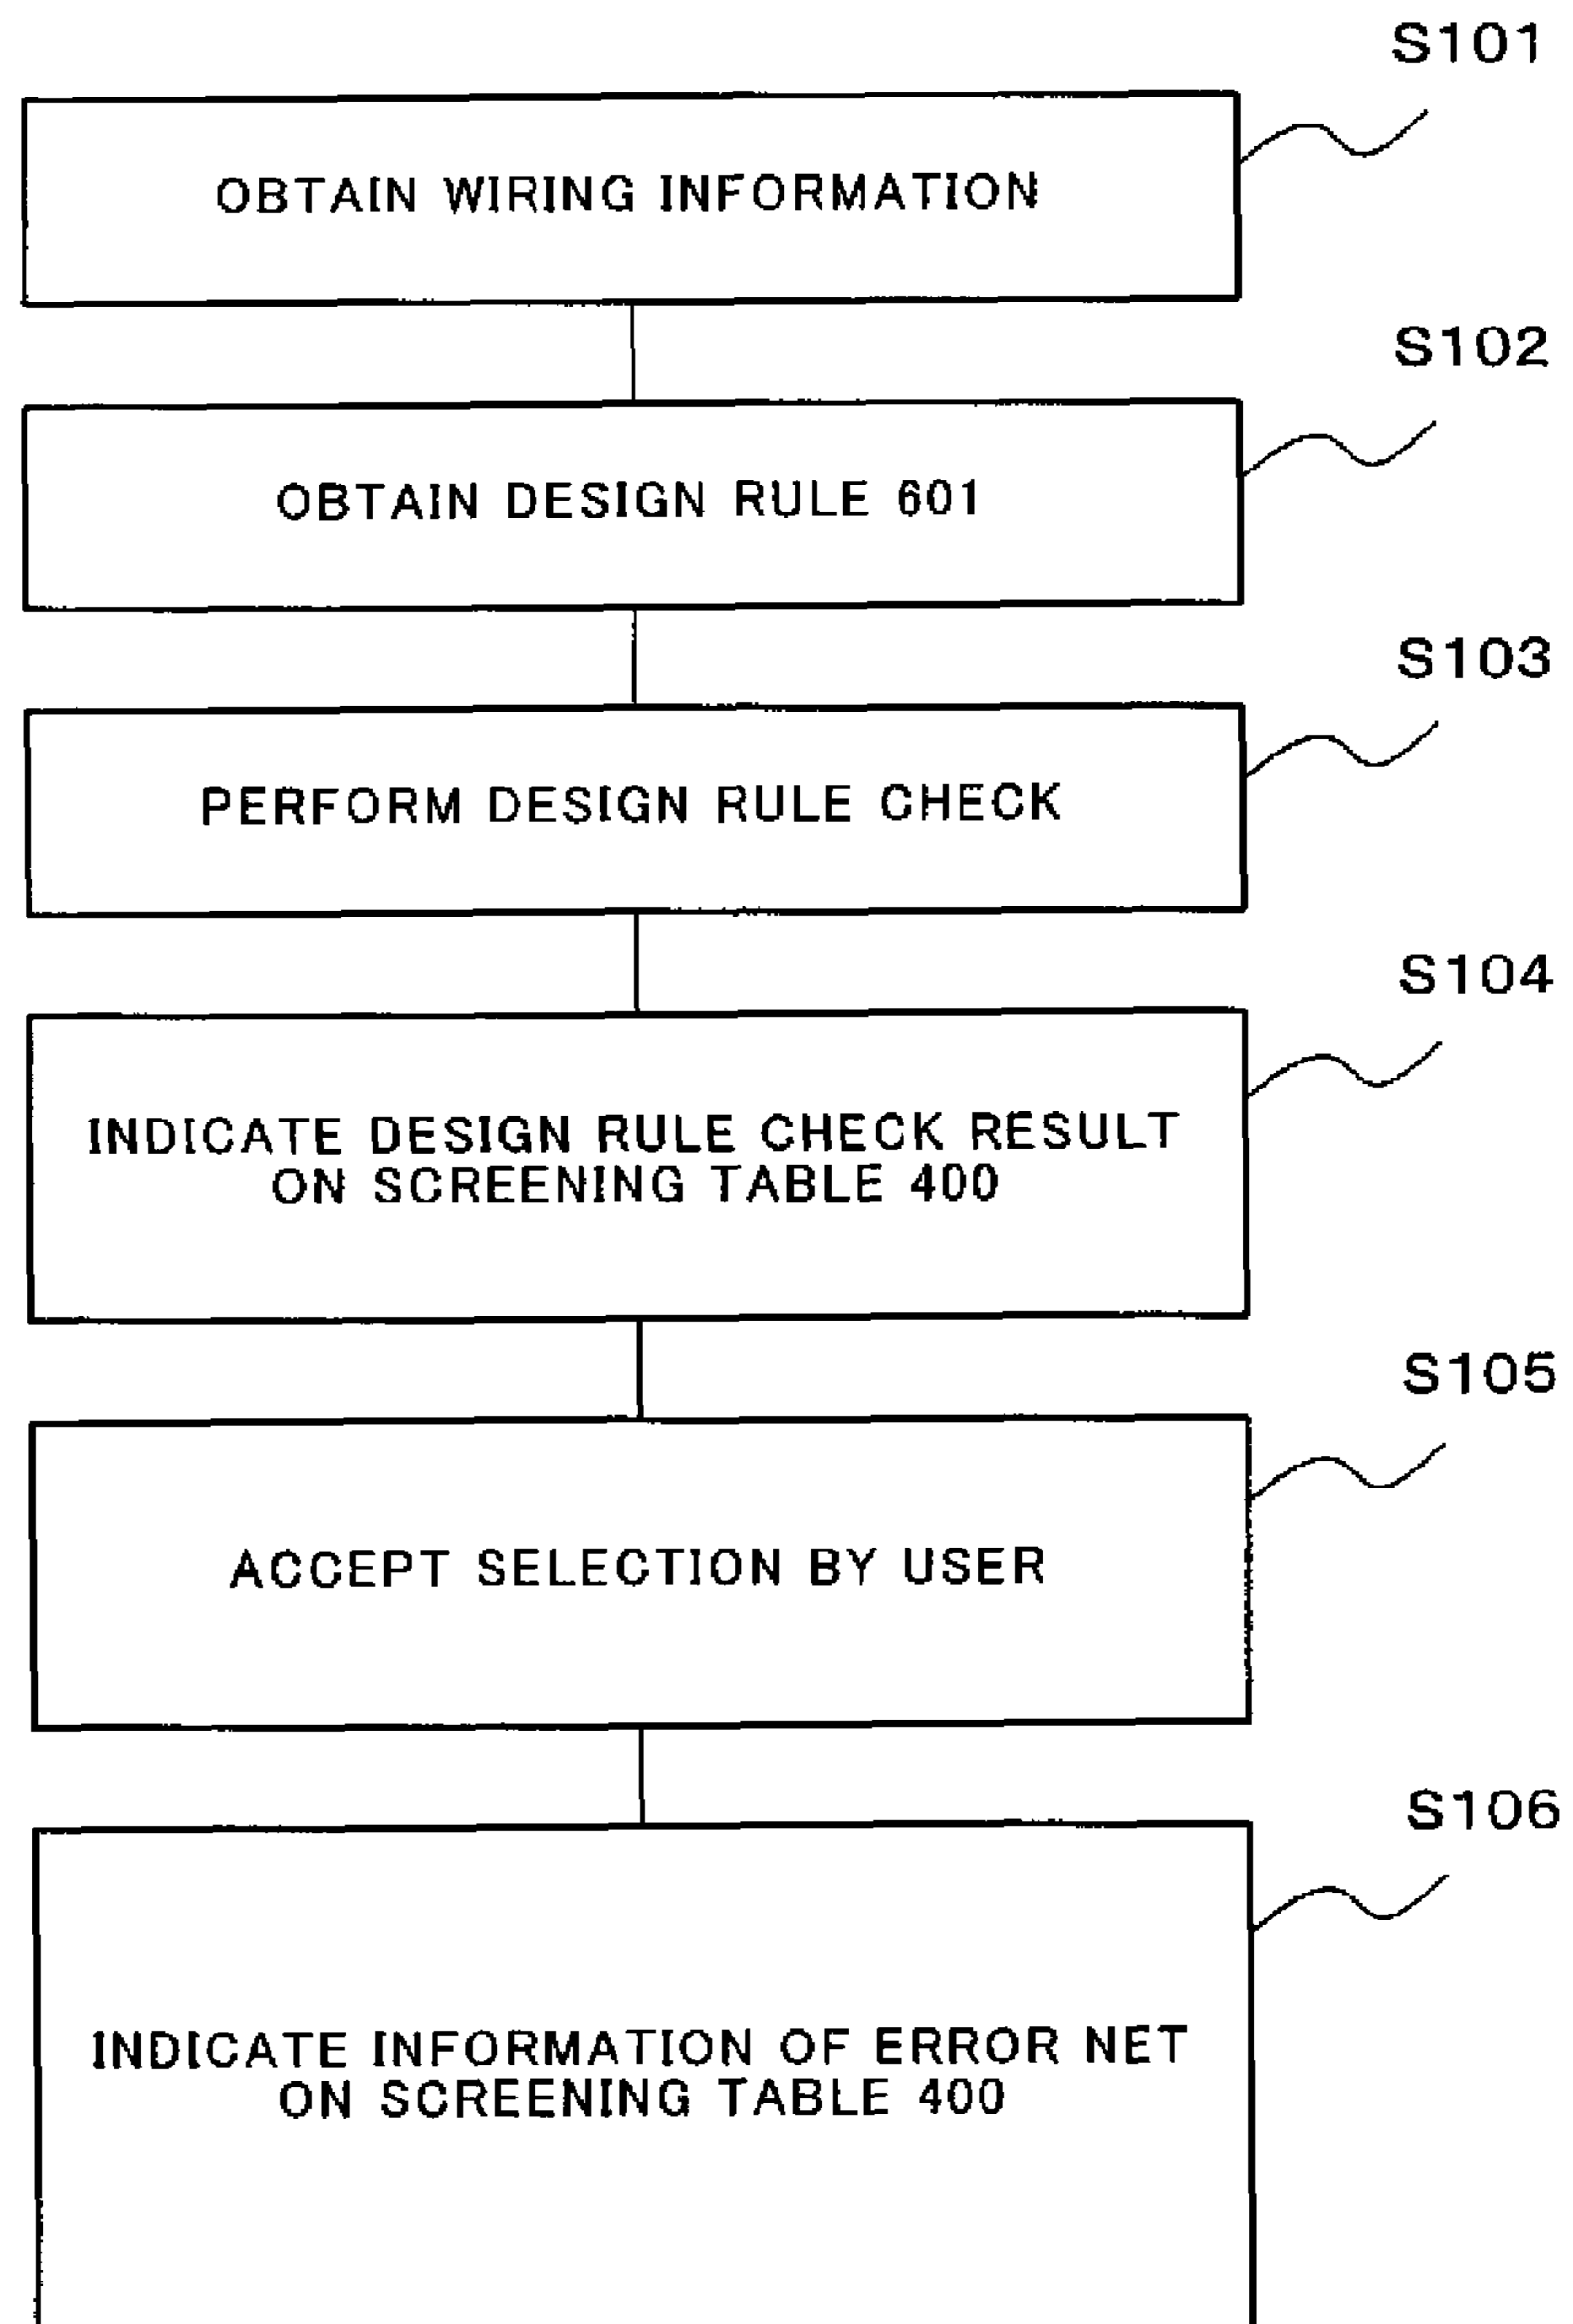 S101
OBTAIN WIRING INFORMATION
S102
OBTAIN DESIGN RULE 601
S103
PERFORM DESIGN RULE CHECK
S104
INDICATE DESIGN RULE CHECK RESULT
ON SCREENING TABLE 400
S105
ACCEPT SELECTION BY USER
S106
INDICATE INFORMATION OF ERROR NET
ON SCREENING TABLE 400